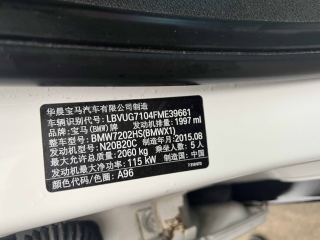 华晨宝马汽车有限公司制造
车辆识别代号: LBVUG7104FME39661
品牌: 宝马(BMW)牌 发动机排量: 1997 ml
整车型号: BMW7202HS(BMWX1)
发动机型号: N20B20C 制造年月: 2015.08
最大允许总质量: 2060 kg 乘坐人数: 5 人
发动机最大净功率: 115 kW 制造国: 中国
颜色代码/色圈: A96